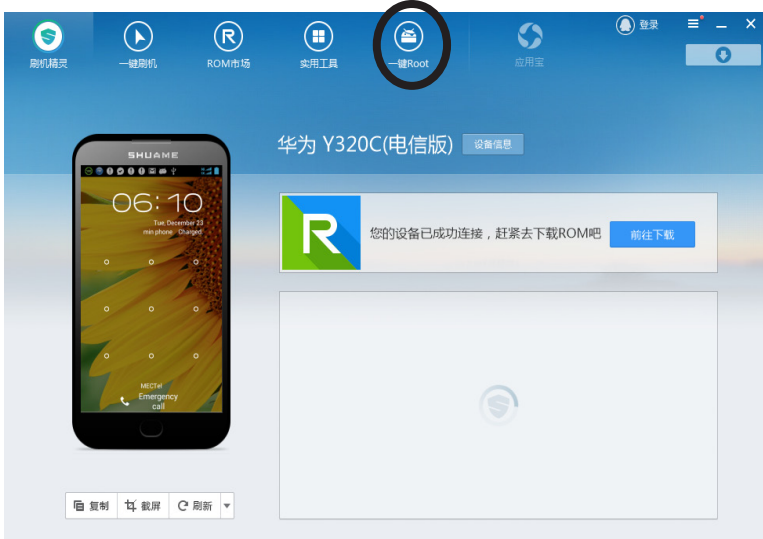 刷机精灵
一键刷机
ROM市场
实用工具
一键Root
应用宝
登录
华为 Y320C(电信版)
设备信息
SHUAME
06:10
Tue, December 23
min phone Charged
MECTel
Emergency
call
R
您的设备已成功连接，赶紧去下载ROM吧
前往下载
复制
截屏
刷新